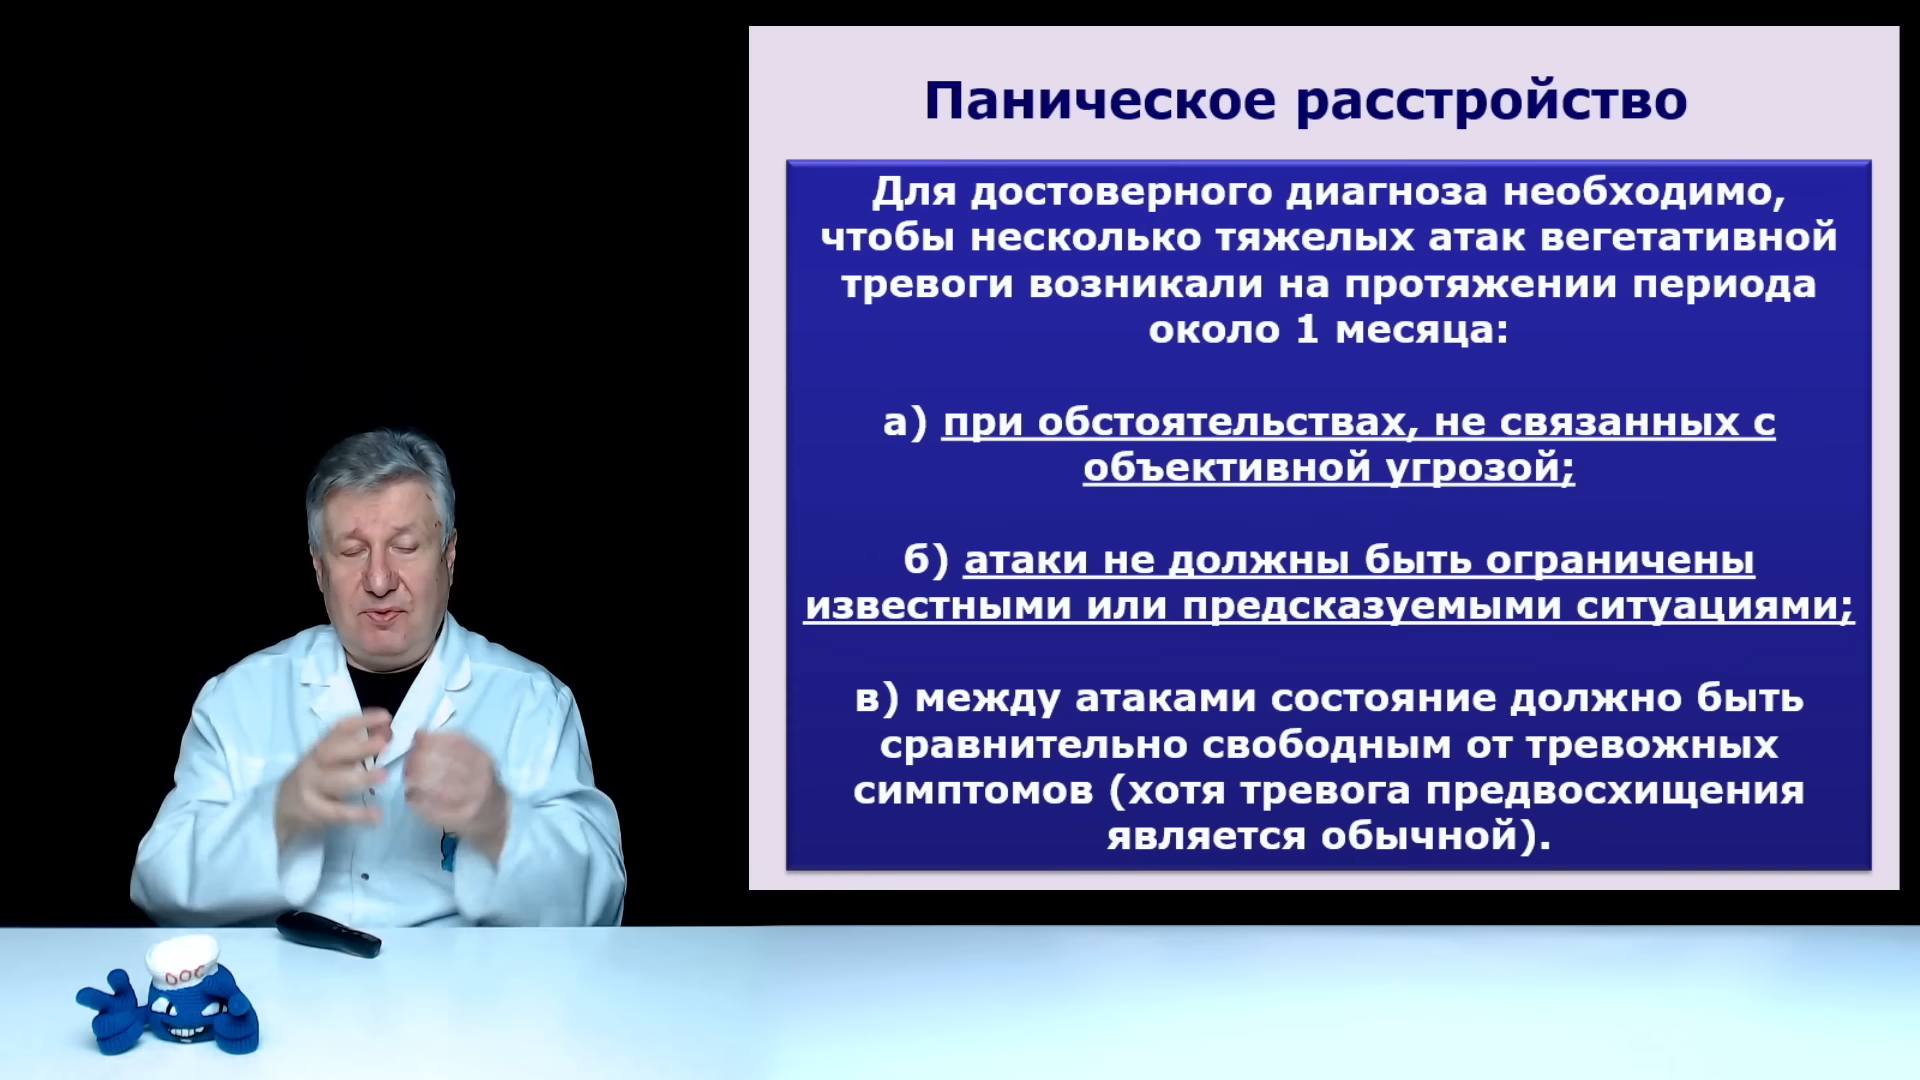 Паническое расстройство
Для достоверного диагноза необходимо,
чтобы несколько тяжелых атак вегетативной
тревоги возникали на протяжении периода
около 1 месяца:
а) при обстоятельствах, не связанных с
объективной угрозой;
б) атаки не должны быть ограничены
известными или предсказуемыми ситуациями;
в) между атаками состояние должно быть
сравнительно свободным от тревожных
симптомов (хотя тревога предвосхищения
является обычной).
DOC